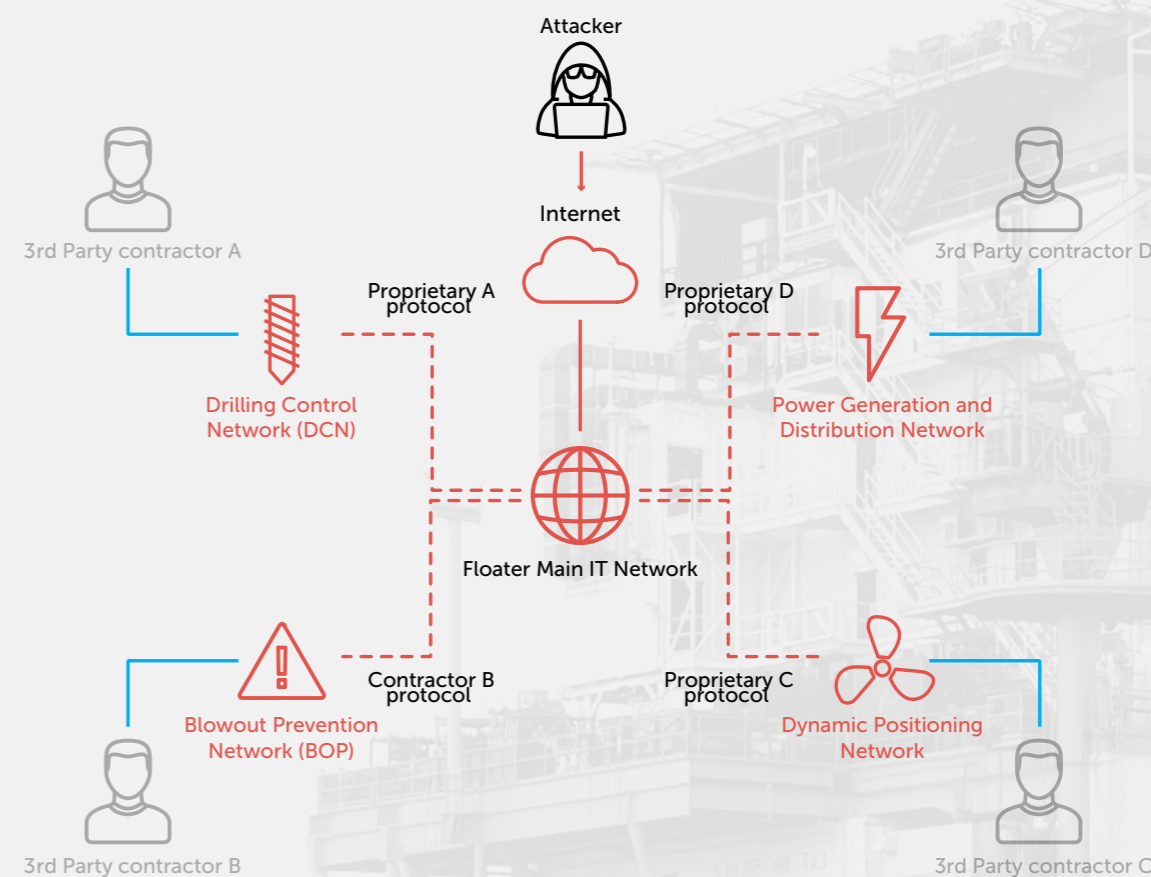 Attacker
Internet
3rd Party contractor A
3rd Party contractor D
Proprietary A
protocol
Proprietary D
protocol
Drilling Control
Network (DCN)
Power Generation and
Distribution Network
Floater Main IT Network
Contractor B
protocol
Proprietary C
protocol
Blowout Prevention
Network (BOP)
Dynamic Positioning
Network
3rd Party contractor B
3rd Party contractor C